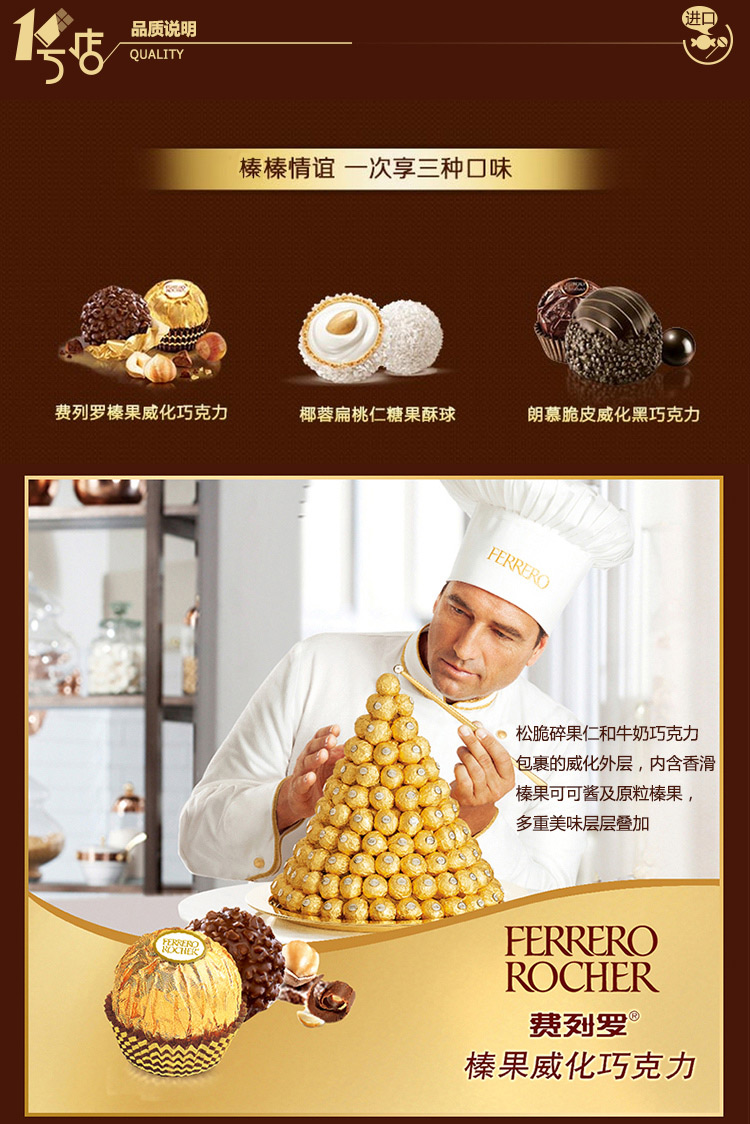 1号店
品质说明
QUALITY
进口
榛榛情谊 一次享三种口味
费列罗榛果威化巧克力
椰蓉扁桃仁糖果酥球
朗慕脆皮威化黑巧克力
FERRERO
松脆碎果仁和牛奶巧克力
包裹的威化外层，内含香滑
榛果可可酱及原粒榛果，
多重美味层层叠加
FERRERO
ROCHER
FERRERO
ROCHER
费列罗®
榛果威化巧克力